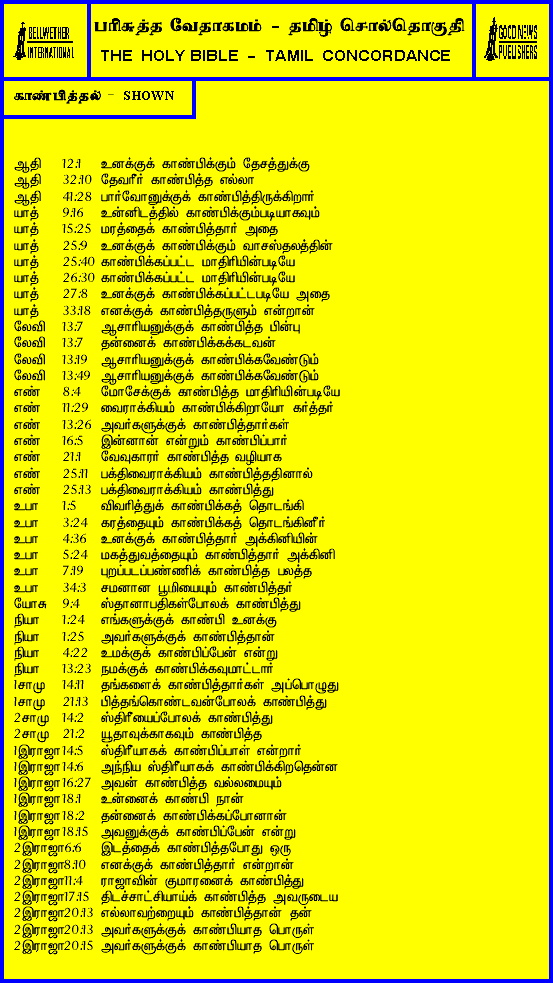 BELLWETHER
INTERNATIONAL
பரிசுத்த வேதாகமம் - தமிழ் சொல்தொகுதி
THE HOLY BIBLE - TAMIL CONCORDANCE
GOOD NEWS
PUBLISHERS
காண்பித்தல் - SHOWN
ஆதி 12:1 உனக்குக் காண்பிக்கும் தேசத்துக்கு
ஆதி 32:10 தேவரீர் காண்பித்த எல்லா
ஆதி 41:28 பார்வோனுக்குக் காண்பித்திருக்கிறார்
யாத் 9:16 உன்னிடத்தில் காண்பிக்கும்படியாகவும்
யாத் 15:25 மரத்தைக் காண்பித்தார் அதை
யாத் 25:9 உனக்குக் காண்பிக்கும் வாசஸ்தலத்தின்
யாத் 25:40 காண்பிக்கப்பட்ட மாதிரியின்படியே
யாத் 26:30 காண்பிக்கப்பட்ட மாதிரியின்படியே
யாத் 27:8 உனக்குக் காண்பிக்கப்பட்டபடியே அதை
யாத் 33:18 எனக்குக் காண்பித்தருளும் என்றான்
லேவி 13:7 ஆசாரியனுக்குக் காண்பித்த பின்பு
லேவி 13:7 தன்னைக் காண்பிக்கக்கடவன்
லேவி 13:19 ஆசாரியனுக்குக் காண்பிக்கவேண்டும்
லேவி 13:49 ஆசாரியனுக்குக் காண்பிக்கவேண்டும்
எண் 8:4 மோசேக்குக் காண்பித்த மாதிரியின்படியே
எண் 11:29 வைராக்கியம் காண்பிக்கிறாயோ கர்த்தர்
எண் 13:26 அவர்களுக்குக் காண்பித்தார்கள்
எண் 16:5 இன்னான் என்றும் காண்பிப்பார்
எண் 21:1 வேவுகாரர் காண்பித்த வழியாக
எண் 25:11 பக்திவைராக்கியம் காண்பித்ததினால்
எண் 25:13 பக்திவைராக்கியம் காண்பித்து
உபா 1:5 விவரித்துக் காண்பிக்கத் தொடங்கி
உபா 3:24 கரத்தையும் காண்பிக்கத் தொடங்கினீர்
உபா 4:36 உனக்குக் காண்பித்தார் அக்கினியின்
உபா 5:24 மகத்துவத்தையும் காண்பித்தார் அக்கினி
உபா 7:19 புறப்படப்பண்ணிக் காண்பித்த பலத்த
உபா 34:3 சமனான பூமியையும் காண்பித்தர்
யோசு 9:4 ஸ்தானாபதிகள்போலக் காண்பித்து
நியா 1:24 எங்களுக்குக் காண்பி உனக்கு
நியா 1:25 அவர்களுக்குக் காண்பித்தான்
நியா 4:22 உமக்குக் காண்பிப்பேன் என்று
நியா 13:23 நமக்குக் காண்பிக்கவுமாட்டார்
1சாமு 14:11 தங்களைக் காண்பித்தார்கள் அப்பொழுது
1சாமு 21:13 பித்தங்கொண்டவன்போலக் காண்பித்து
2சாமு 14:2 ஸ்திரீயைப்போலக் காண்பித்து
2சாமு 21:2 யூதாவுக்காகவும் காண்பித்த
1இராஜா14:5 ஸ்திரீயாகக் காண்பிப்பாள் என்றார்
1இராஜா14:6 அந்நிய ஸ்திரீயாகக் காண்பிக்கிறதென்ன
1இராஜா16:27 அவன் காண்பித்த வல்லமையும்
1இராஜா18:1 உன்னைக் காண்பி நான்
1இராஜா18:2 தன்னைக் காண்பிக்கப்போனான்
1இராஜா18:15 அவனுக்குக் காண்பிப்பேன் என்று
2இராஜா6:6 இடத்தைக் காண்பித்தபோது ஒரு
2இராஜா8:10 எனக்குக் காண்பித்தார் என்றான்
2இராஜா11:4 ராஜாவின் குமாரனைக் காண்பித்து
2இராஜா17:15 திடச்சாட்சியாய்க் காண்பித்த அவருடைய
2இராஜா20:13 எல்லாவற்றையும் காண்பித்தான் தன்
2இராஜா20:13 அவர்களுக்குக் காண்பியாத பொருள்
2இராஜா20:15 அவர்களுக்குக் காண்பியாத பொருள்